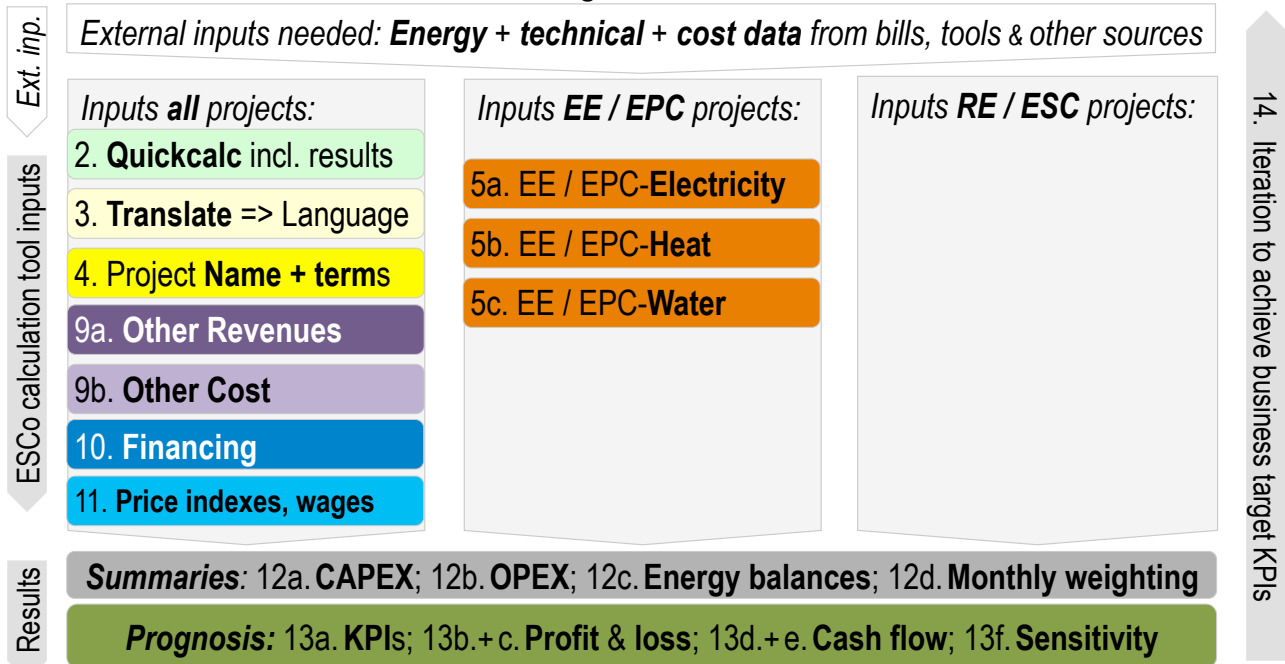 Ext. inp.
External inputs needed: Energy + technical + cost data from bills, tools & other sources
Inputs all projects:
2. Quickcalc incl. results
3. Translate => Language
4. Project Name + terms
9a. Other Revenues
9b. Other Cost
10. Financing
11. Price indexes, wages
Inputs EE / EPC projects:
5a. EE / EPC-Electricity
5b. EE / EPC-Heat
5c. EE / EPC-Water
Inputs RE / ESC projects:
ESCo calculation tool inputs
14. Iteration to achieve business target KPIs
Results
Summaries: 12a. CAPEX; 12b. OPEX; 12c. Energy balances; 12d. Monthly weighting
Prognosis: 13a. KPIs; 13b.+ c. Profit & loss; 13d.+ e. Cash flow; 13f. Sensitivity